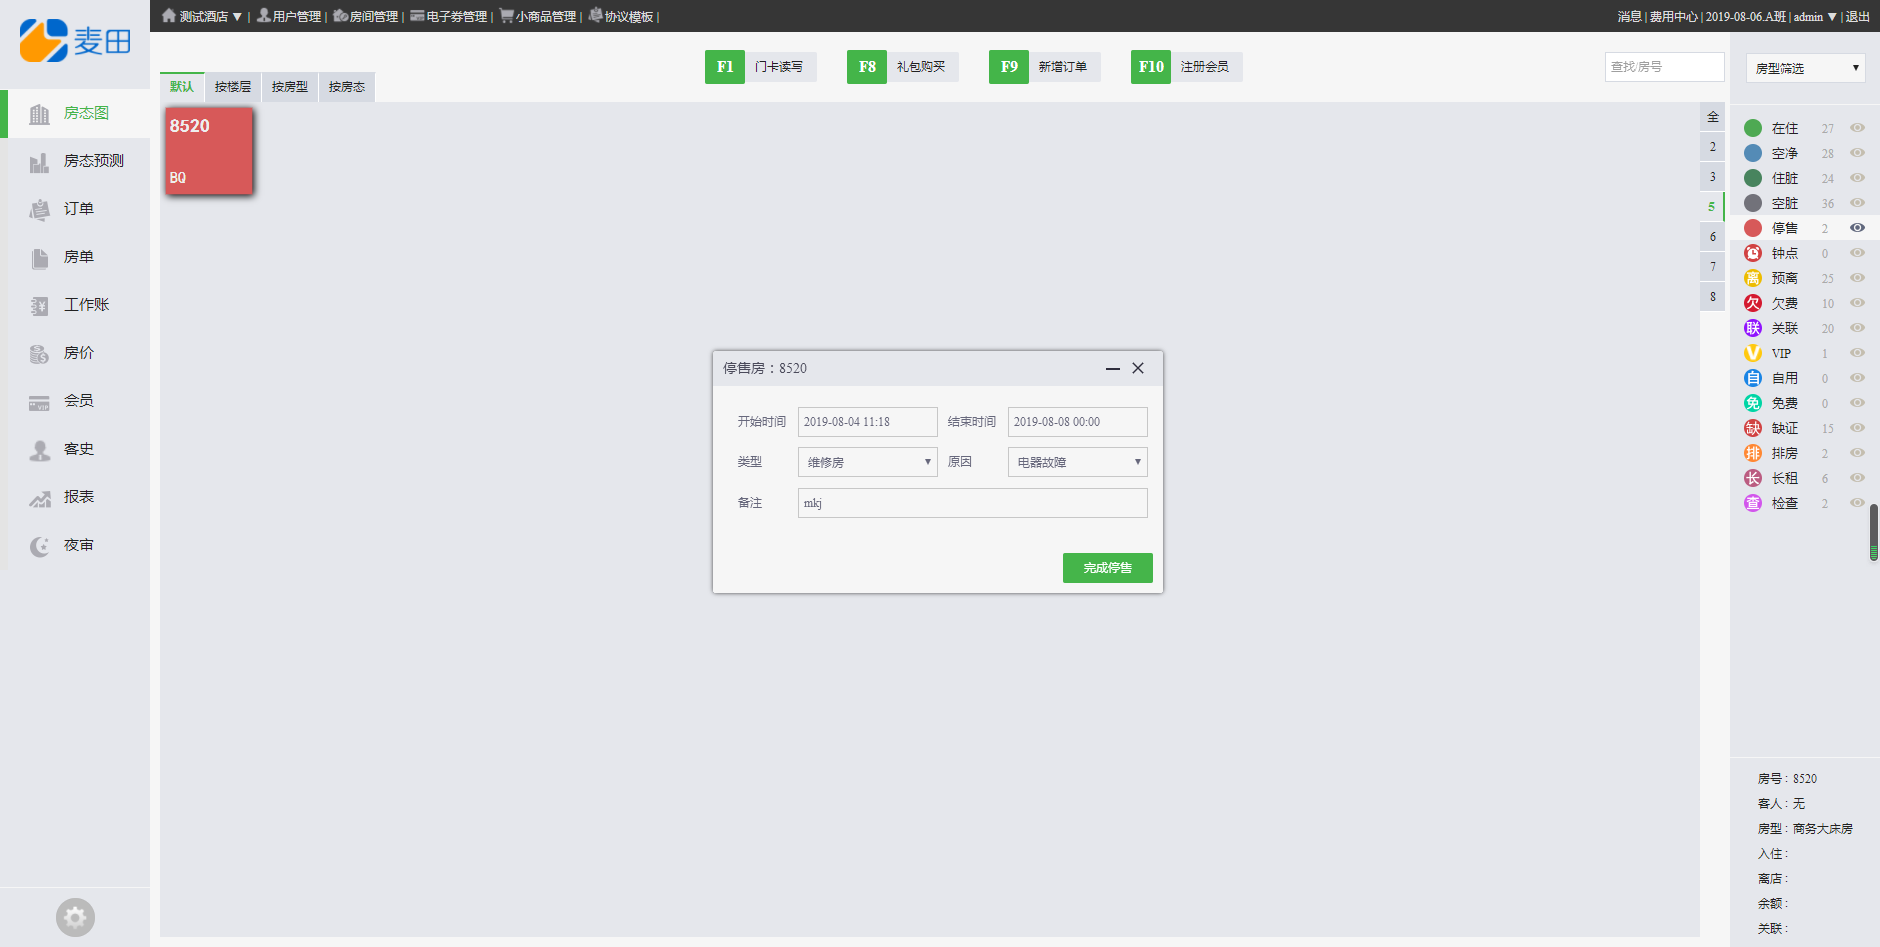 麦田
测试酒店 ▼ | 用户管理 | 房间管理 | 电子券管理 | 小商品管理 | 协议模板 |
消息 | 费用中心 | 2019-08-06.A班 | admin ▼ | 退出
F1 门卡读写
F8 礼包购买
F9 新增订单
F10 注册会员
查找/房号
房型筛选
默认
按楼层
按房型
按房态
房态图
房态预测
订单
房单
工作账
房价
会员
客史
报表
夜审
8520
BQ
全
2
3
5
6
7
8
停售房：8520
开始时间 2019-08-04 11:18 结束时间 2019-08-08 00:00
类型 维修房 原因 电器故障
备注 mkj
完成停售
在住 27
空净 28
住脏 24
空脏 36
停售 2
钟点 0
离 预离 25
欠 欠费 10
联 关联 20
V VIP 1
自 自用 0
免 免费 0
缺 缺证 15
排 排房 2
长 长租 6
查 检查 2
房号：8520
客人：无
房型：商务大床房
入住：
离店：
余额：
关联：